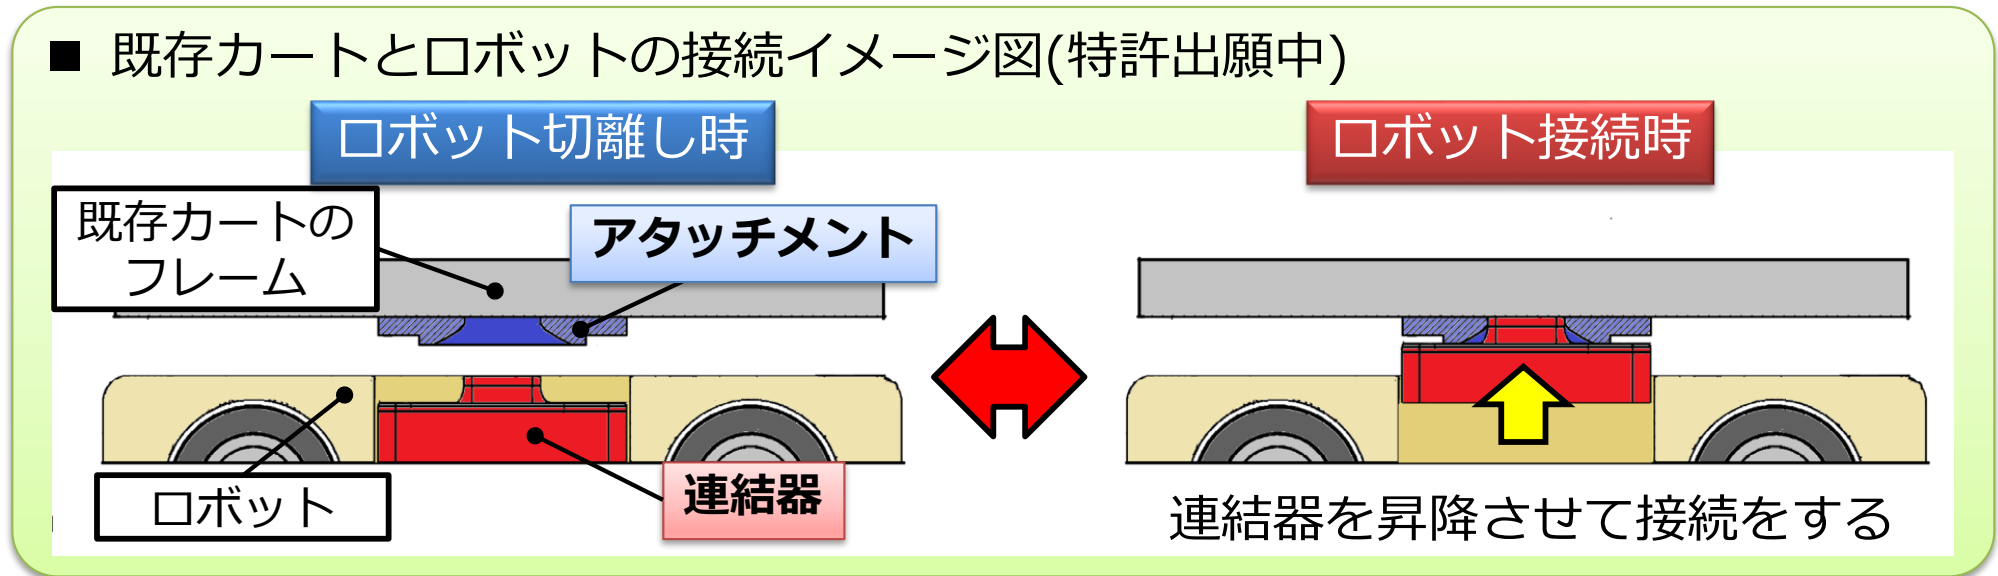 ■ 既存カートとロボットの接続イメージ図(特許出願中)
ロボット切離し時
ロボット接続時
既存カートの
フレーム
アタッチメント
ロボット
連結器
連結器を昇降させて接続をする